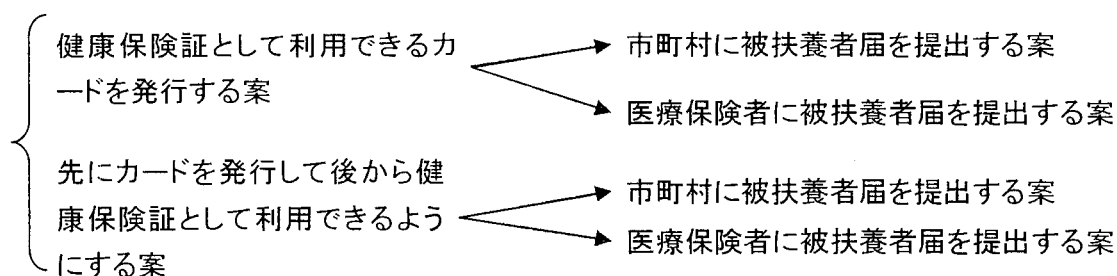 健康保険証として利用できるカ
ードを発行する案
市町村に被扶養者届を提出する案
医療保険者に被扶養者届を提出する案
先にカードを発行して後から健
康保険証として利用できるよう
にする案
市町村に被扶養者届を提出する案
医療保険者に被扶養者届を提出する案